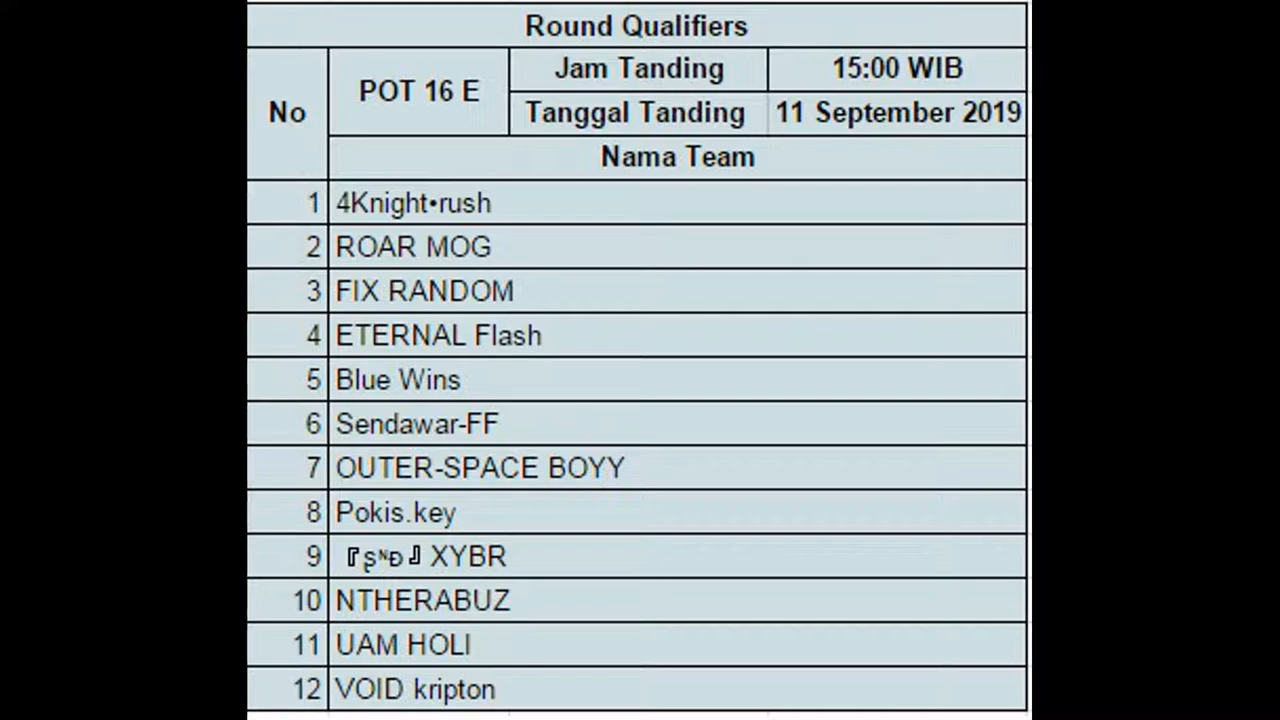 Round Qualifiers
No POT 16 E Jam Tanding 15:00 WIB
Tanggal Tanding 11 September 2019
Nama Team
1 4Knight•rush
2 ROAR MOG
3 FIX RANDOM
4 ETERNAL Flash
5 Blue Wins
6 Sendawar-FF
7 OUTER-SPACE BOYY
8 Pokis.key
9 『ȘᴺÐ』XYBR
10 NTHERABUZ
11 UAM HOLI
12 VOID kripton